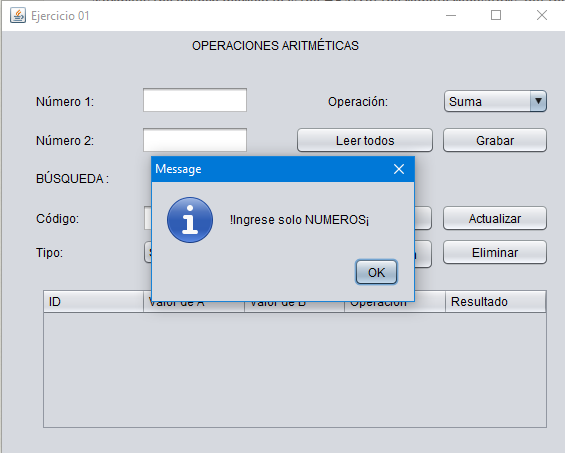 Ejercicio 01
OPERACIONES ARITMÉTICAS
Número 1:
Operación:
Suma
Número 2:
Leer todos
Grabar
BÚSQUEDA :
Message
!Ingrese solo NUMEROS¡
OK
Código:
Actualizar
Tipo:
Eliminar
ID
Valor de A
Valor de B
Operación
Resultado